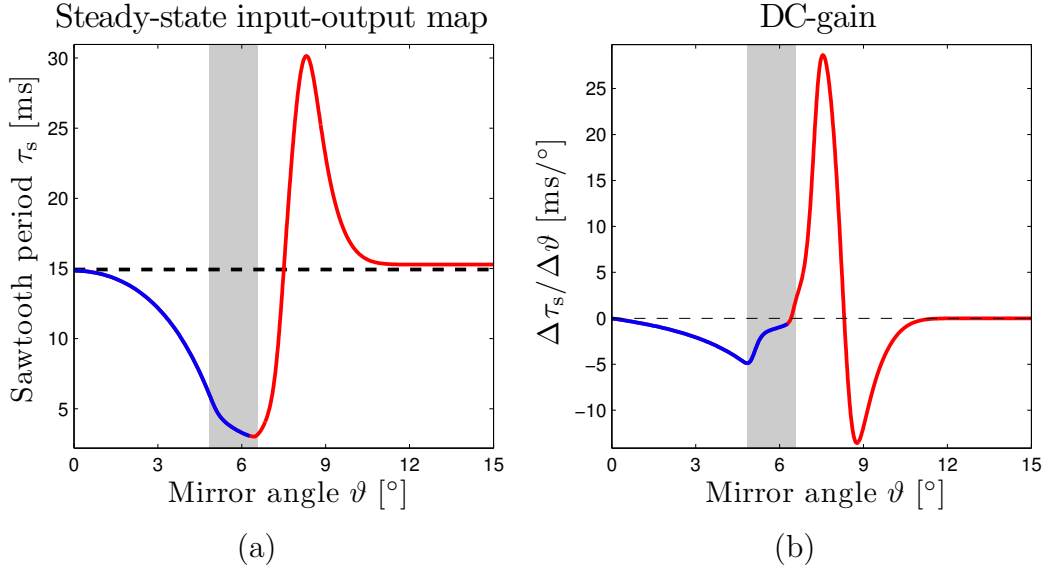 Steady-state input-output map
Sawtooth period τs [ms]
30
25
20
15
10
5
0 3 6 9 12 15
Mirror angle ϑ [°]
(a)
DC-gain
Δτs/Δϑ [ms/°]
25
20
15
10
5
0
−5
−10
0 3 6 9 12 15
Mirror angle ϑ [°]
(b)